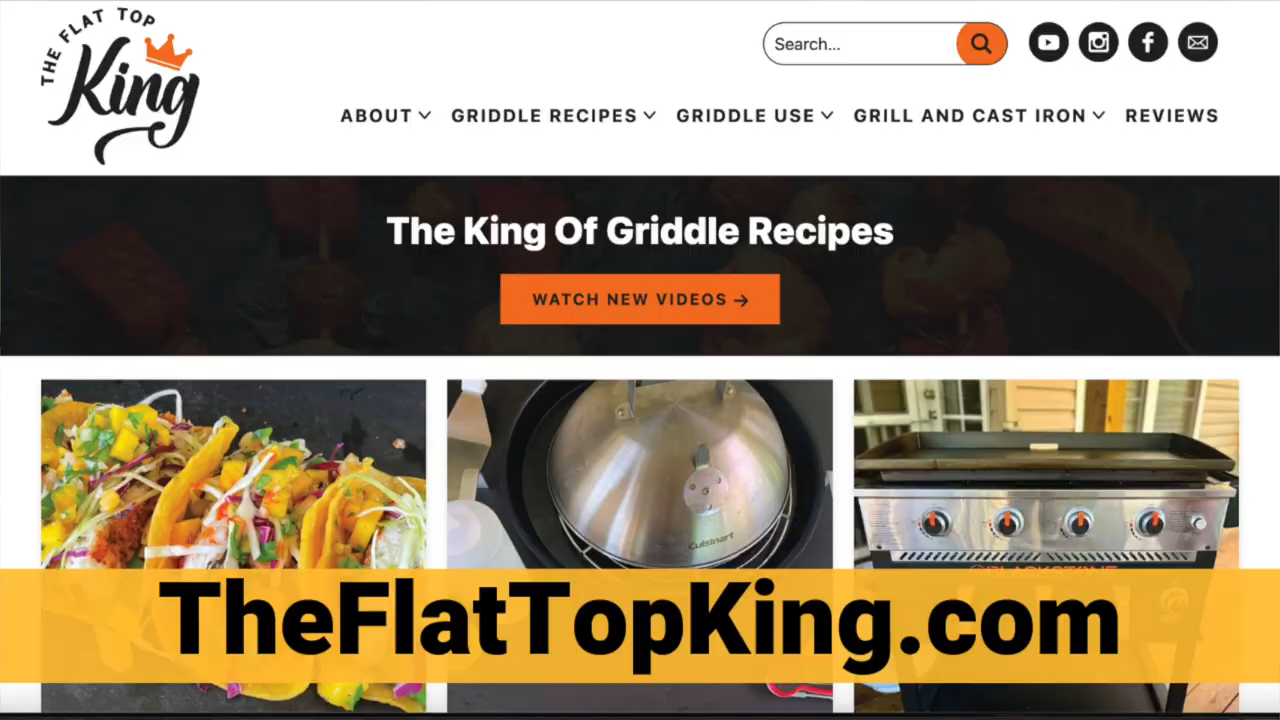 THE FLAT TOP
King
Search...
ABOUT
GRIDDLE RECIPES
GRIDDLE USE
GRILL AND CAST IRON
REVIEWS
The King Of Griddle Recipes
WATCH NEW VIDEOS →
Cuisinart
BLACKSTONE
TheFlatTopKing.com